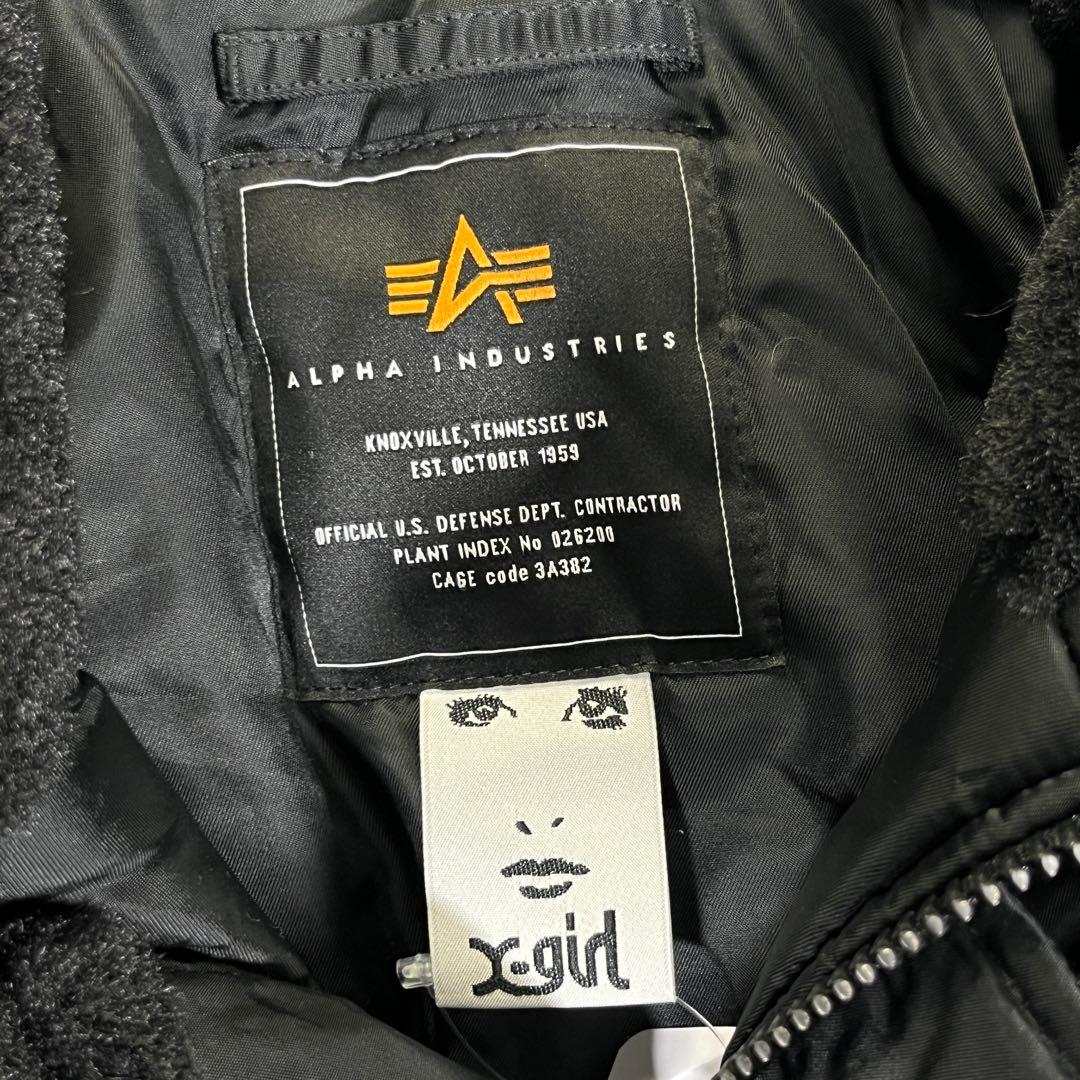 ALPHA INDUSTRIES
KNOXVILLE, TENNESSEE USA
EST. OCTOBER 1959
OFFICIAL U.S. DEFENSE DEPT. CONTRACTOR
PLANT INDEX No 026200
CAGE code 3A382
X-girl